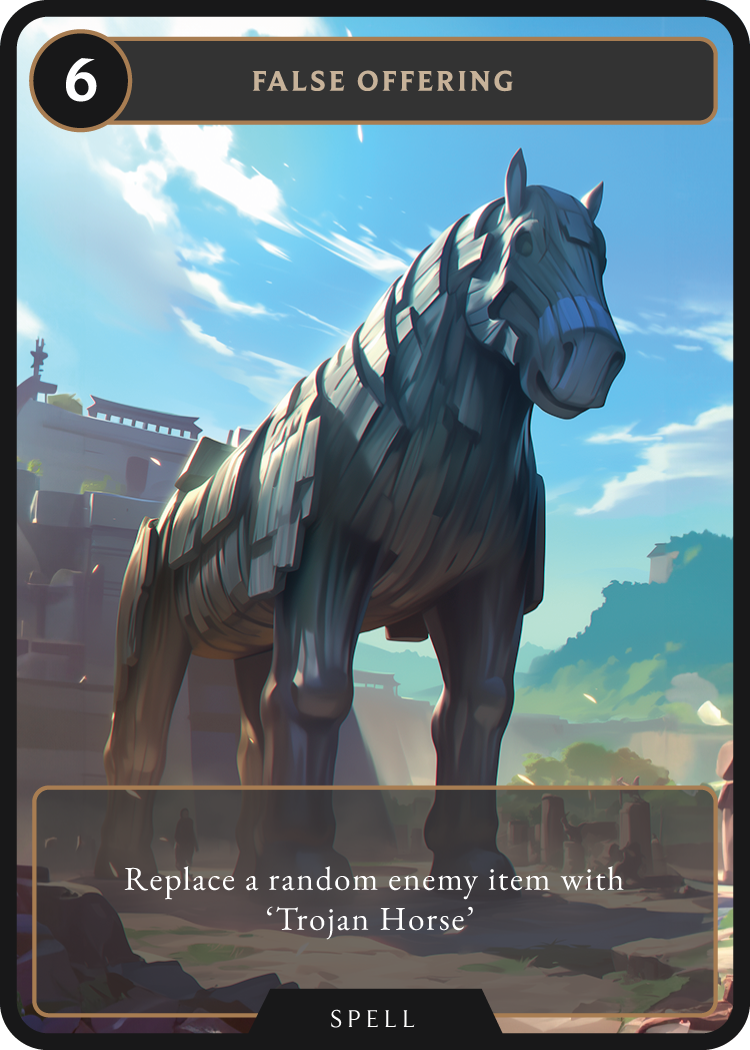 6
FALSE OFFERING
Replace a random enemy item with
‘Trojan Horse’
SPELL